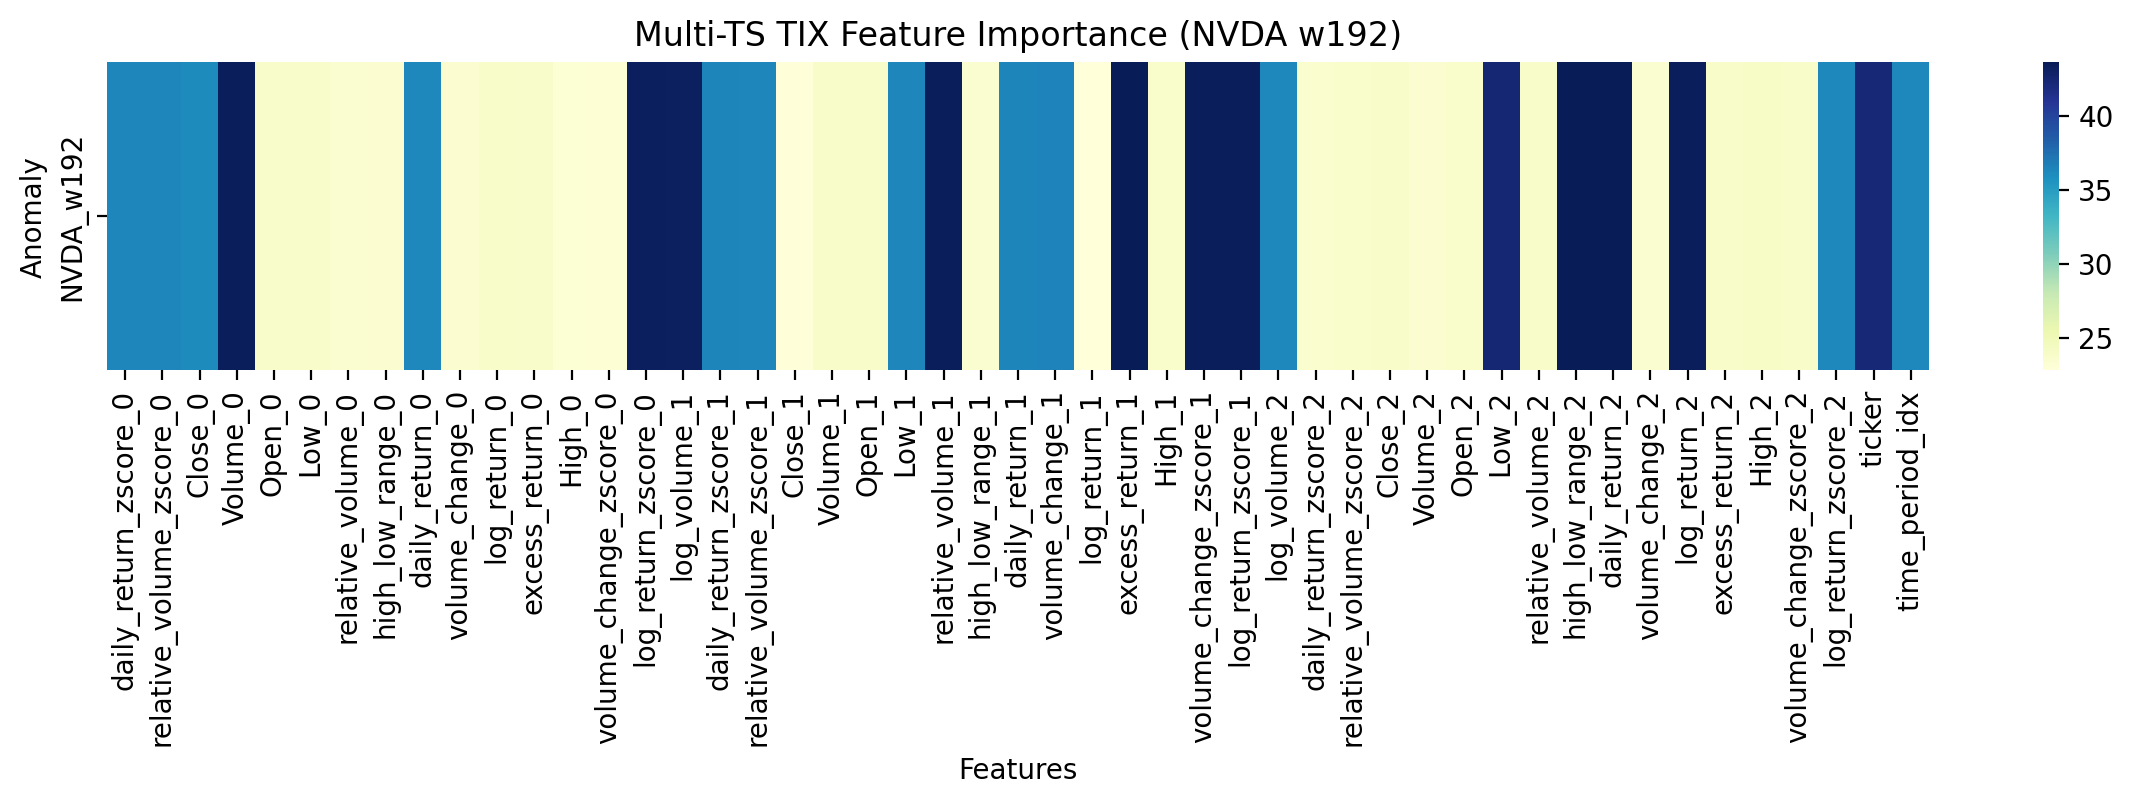 Multi-TS TIX Feature Importance (NVDA w192)
Anomaly
NVDA_w192
40
35
30
25
daily_return_zscore_0
relative_volume_zscore_0
Close_0
Volume_0
Open_0
Low_0
relative_volume_0
high_low_range_0
daily_return_0
volume_change_0
log_return_0
excess_return_0
High_0
volume_change_zscore_0
log_return_zscore_0
log_volume_1
daily_return_zscore_1
relative_volume_zscore_1
Close_1
Volume_1
Open_1
Low_1
relative_volume_1
high_low_range_1
daily_return_1
volume_change_1
log_return_1
excess_return_1
High_1
volume_change_zscore_1
log_return_zscore_1
log_volume_2
daily_return_zscore_2
relative_volume_zscore_2
Close_2
Volume_2
Open_2
Low_2
relative_volume_2
high_low_range_2
daily_return_2
volume_change_2
log_return_2
excess_return_2
High_2
volume_change_zscore_2
log_return_zscore_2
ticker
time_period_idx
Features